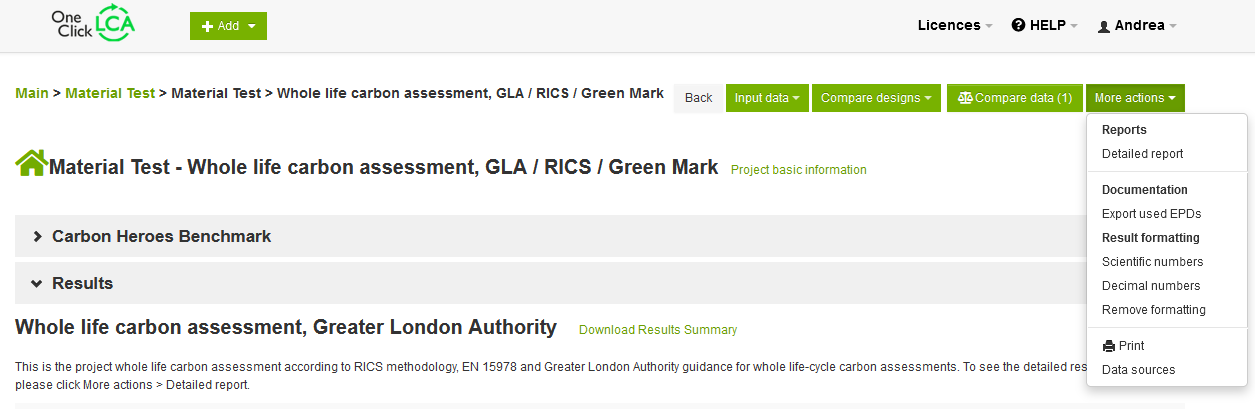 One Click LCA
Add
Licences
HELP
Andrea
Main > Material Test > Material Test > Whole life carbon assessment, GLA / RICS / Green Mark
Back
Input data
Compare designs
Compare data (1)
More actions
Reports
Detailed report
Documentation
Export used EPDs
Result formatting
Scientific numbers
Decimal numbers
Remove formatting
Print
Data sources
Material Test - Whole life carbon assessment, GLA / RICS / Green Mark
Project basic information
Carbon Heroes Benchmark
Results
Whole life carbon assessment, Greater London Authority
Download Results Summary
This is the project whole life carbon assessment according to RICS methodology, EN 15978 and Greater London Authority guidance for whole life-cycle carbon assessments. To see the detailed res
please click More actions > Detailed report.